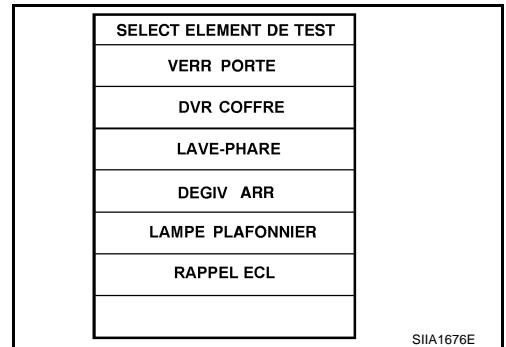 SELECT ELEMENT DE TEST
VERR PORTE
DVR COFFRE
LAVE-PHARE
DEGIV ARR
LAMPE PLAFONNIER
RAPPEL ECL
SIIA1676E